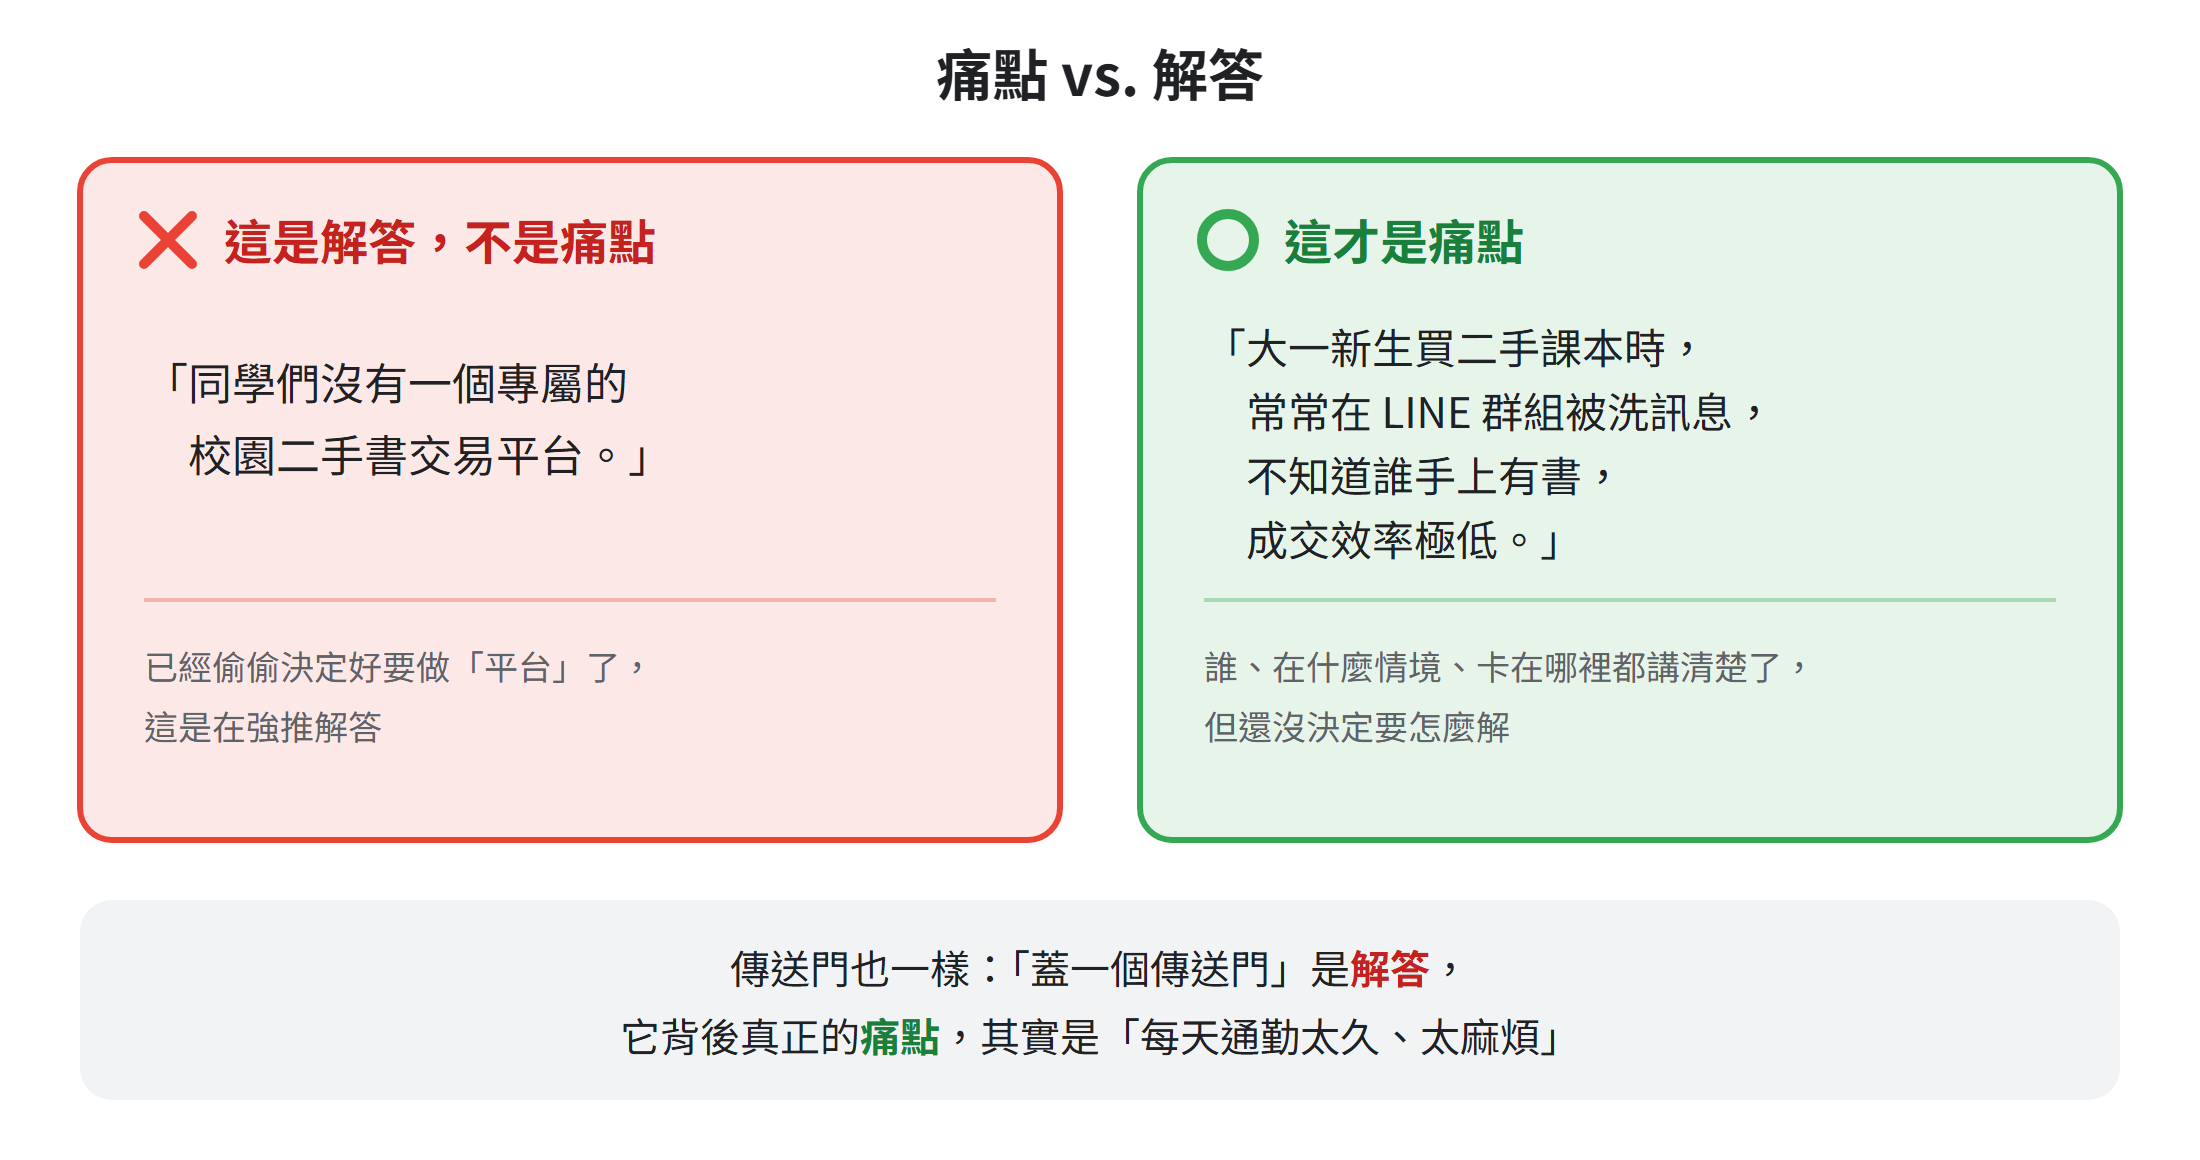 痛點 vs. 解答
這是解答，不是痛點
「同學們沒有一個專屬的
校園二手書交易平台。」
已經偷偷決定好要做「平台」了，
這是在強推解答
這才是痛點
「大一新生買二手課本時，
常常在 LINE 群組被洗訊息，
不知道誰手上有書，
成交效率極低。」
誰、在什麼情境、卡在哪裡都講清楚了，
但還沒決定要怎麼解
傳送門也一樣：「蓋一個傳送門」是解答，
它背後真正的痛點，其實是「每天通勤太久、太麻煩」